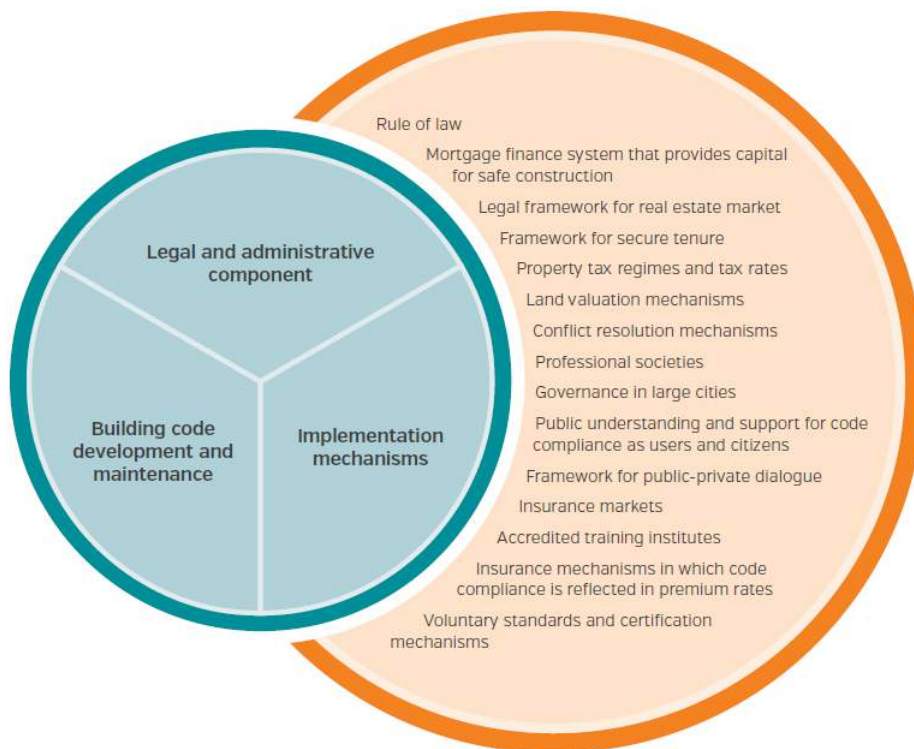 Rule of law
Mortgage finance system that provides capital
for safe construction
Legal framework for real estate market
Framework for secure tenure
Property tax regimes and tax rates
Land valuation mechanisms
Conflict resolution mechanisms
Professional societies
Governance in large cities
Public understanding and support for code
compliance as users and citizens
Framework for public-private dialogue
Insurance markets
Accredited training institutes
Insurance mechanisms in which code
compliance is reflected in premium rates
Voluntary standards and certification
mechanisms
Legal and administrative
component
Building code
development and
maintenance
Implementation
mechanisms